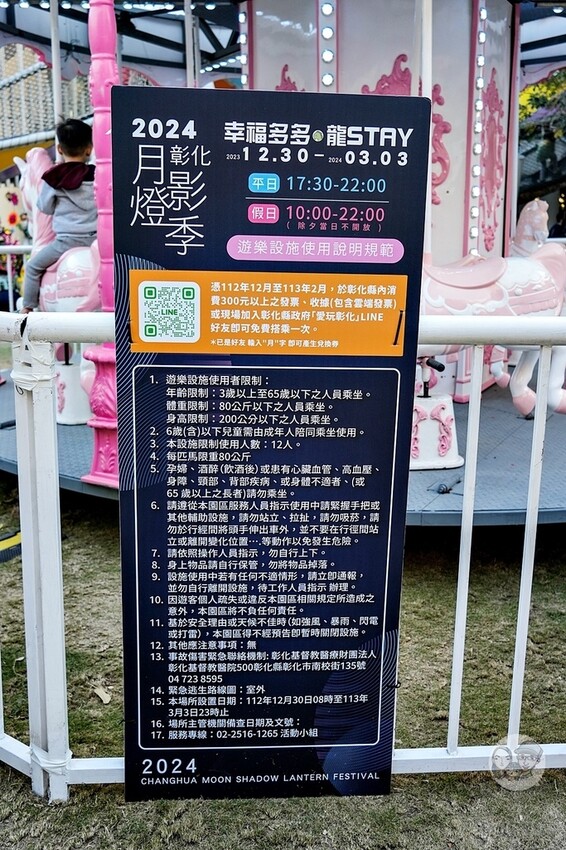 2024
彰化
月影燈季
幸福多多龍STAY
2023 12.30 – 2024 03.03
平日 17:30-22:00
假日 10:00-22:00
(除夕當日不開放)
遊樂設施使用說明規範
LINE
憑112年12月至113年2月，於彰化縣內消
費300元以上之發票、收據(包含雲端發票)
或現場加入彰化縣政府「愛玩彰化」LINE
好友即可免費搭乘一次。
*已是好友 輸入"月"字 即可產生兌換券
1. 遊樂設施使用者限制：
年齡限制：3歲以上至65歲以下之人員乘坐。
體重限制：80公斤以下之人員乘坐。
身高限制：200公分以下之人員乘坐。
2. 6歲(含)以下兒童需由成年人陪同乘坐使用。
3. 本設施限制使用人數：12人。
4. 每匹馬限重80公斤
5. 孕婦、酒醉(飲酒後)或患有心臟血管、高血壓、
身障、頸部、背部疾病、或身體不適者、(或
65 歲以上之長者)請勿乘坐。
6. 請遵從本園區服務人員指示使用中請緊握手把或
其他輔助設施，請勿站立、拉扯，請勿吸菸，請
勿於行經間將頭手伸出車外，並不要在行徑間站
立或離開變化位置…等動作以免發生危險。
7. 請依照操作人員指示，勿自行上下。
8. 身上物品請自行保管，勿將物品掉落。
9. 設施使用中若有任何不適情形，請立即通報，
並勿自行離開設施，待工作人員指示 辦理。
10. 因遊客個人疏失或違反本園區相關規定所造成之
意外，本園區將不負任何責任。
11. 基於安全理由或天候不佳時(如強風、暴雨、閃電
或打雷)，本園區得不經預告即暫時關閉設施。
12. 其他應注意事項：無
13. 事故傷害緊急聯絡機制: 彰化基督教醫療財團法人
彰化基督教醫院500彰化縣彰化市南校街135號
04 723 8595
14. 緊急逃生路線圖：室外
15. 本場所設置日期：112年12月30日08時至113年
3月3日23時止
16. 場所主管機關備查日期及文號：
17. 服務專線：02-2516-1265 活動小組
2024
CHANGHUA MOON SHADOW LANTERN FESTIVAL